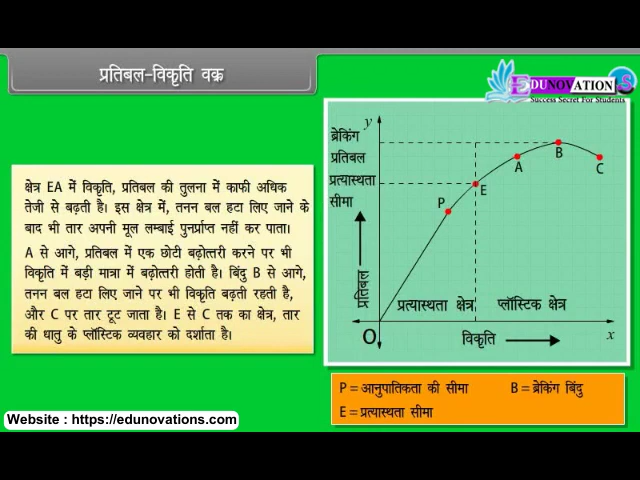 प्रतिबल-विकृति वक्र
EDUNOVATIONS
Success Secret For Students
क्षेत्र EA में विकृति, प्रतिबल की तुलना में काफी अधिक
तेजी से बढ़ती है। इस क्षेत्र में, तनन बल हटा लिए जाने के
बाद भी तार अपनी मूल लम्बाई पुनर्प्राप्त नहीं कर पाता।
A से आगे, प्रतिबल में एक छोटी बढ़ोत्तरी करने पर भी
विकृति में बड़ी मात्रा में बढ़ोत्तरी होती है। बिंदु B से आगे,
तनन बल हटा लिए जाने पर भी विकृति बढ़ती रहती है,
और C पर तार टूट जाता है। E से C तक का क्षेत्र, तार
की धातु के प्लॉस्टिक व्यवहार को दर्शाता है।
y
ब्रेकिंग
प्रतिबल
प्रत्यास्थता
सीमा
P
E
A
B
C
प्रतिबल
प्रत्यास्थता क्षेत्र
प्लॉस्टिक क्षेत्र
O
विकृति
x
P = आनुपातिकता की सीमा
B = ब्रेकिंग बिंदु
E = प्रत्यास्थता सीमा
Website : https://edunovations.com